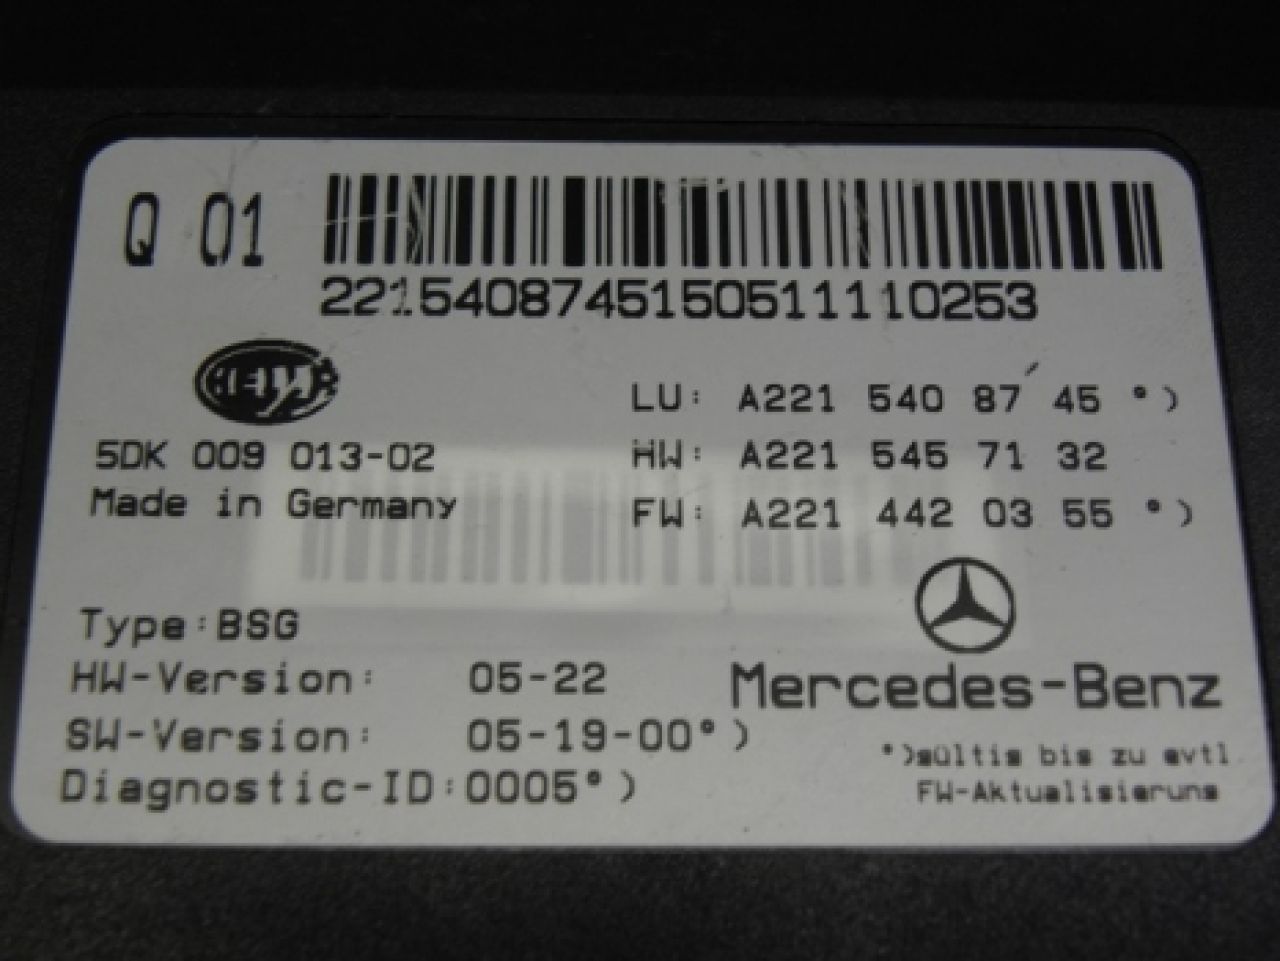 Q 01
22154087451505111110253
5DK 009 013-02
Made in Germany
LU: A221 540 87 45 *)
HW: A221 545 71 32
FW: A221 442 03 55 *)
Type:BSG
HW-Version: 05-22
SW-Version: 05-19-00*)
Diagnostic-ID:0005*)
Mercedes-Benz
*)gültig bis zu evtl
FW-Aktualisierung